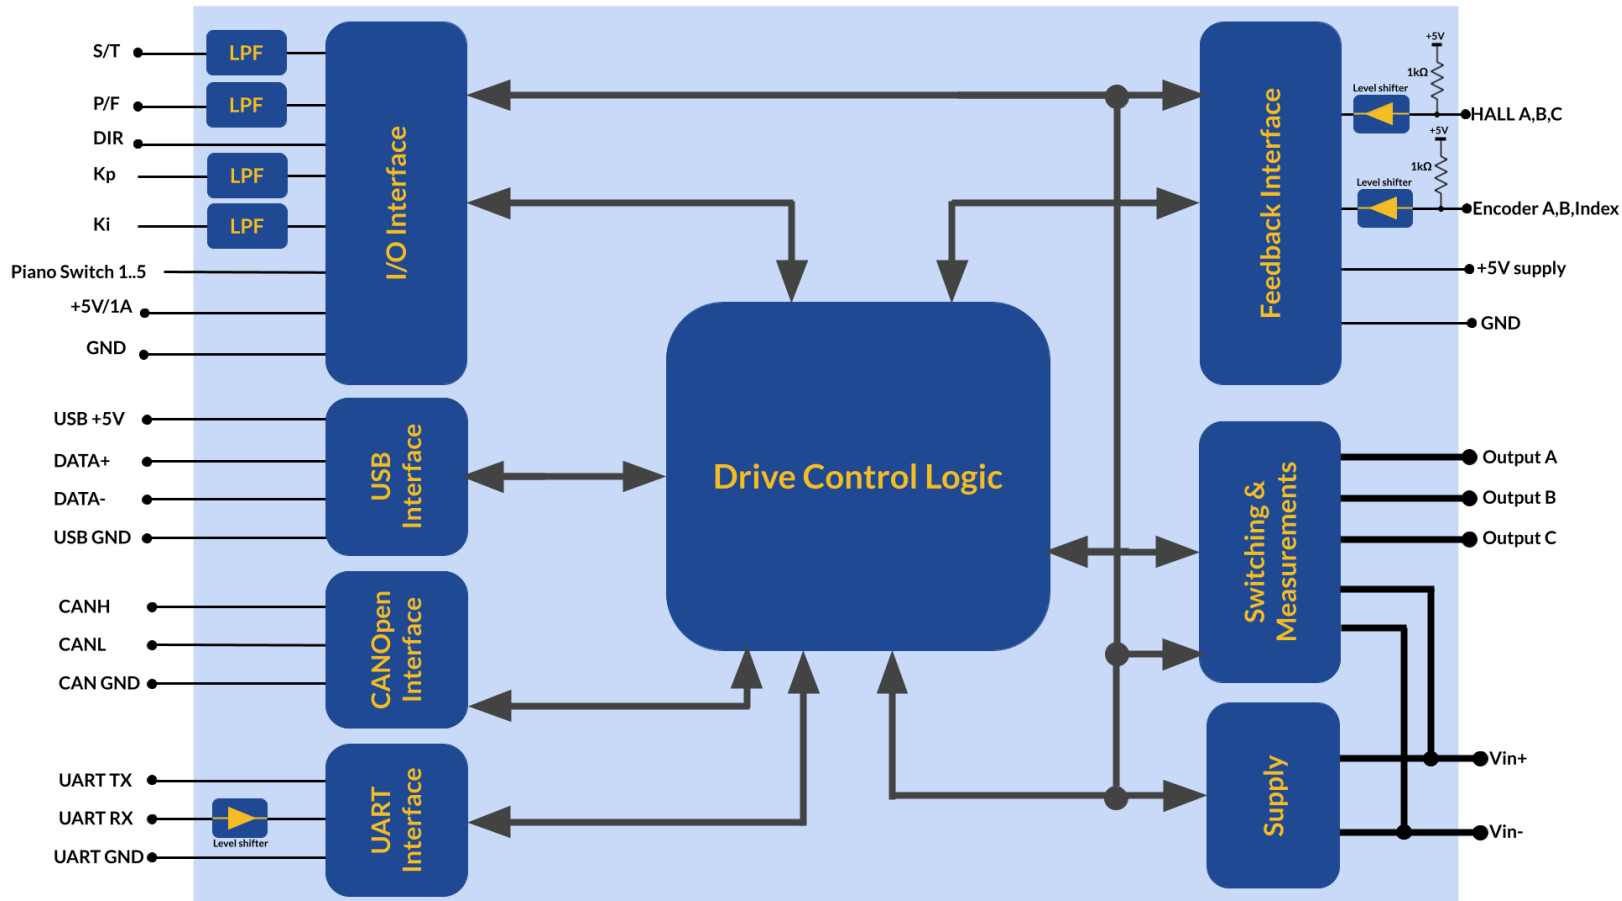 S/T
LPF
P/F
LPF
DIR
Kp
LPF
Ki
LPF
Piano Switch 1..5
+5V/1A
GND
I/O Interface
USB +5V
DATA+
DATA-
USB GND
USB
Interface
CANH
CANL
CAN GND
CANOpen
Interface
UART TX
UART RX
Level shifter
UART GND
UART
Interface
Drive Control Logic
Feedback Interface
+5V
1kΩ
Level shifter
HALL A,B,C
+5V
1kΩ
Level shifter
Encoder A,B,Index
+5V supply
GND
Switching &
Measurements
Output A
Output B
Output C
Supply
Vin+
Vin-